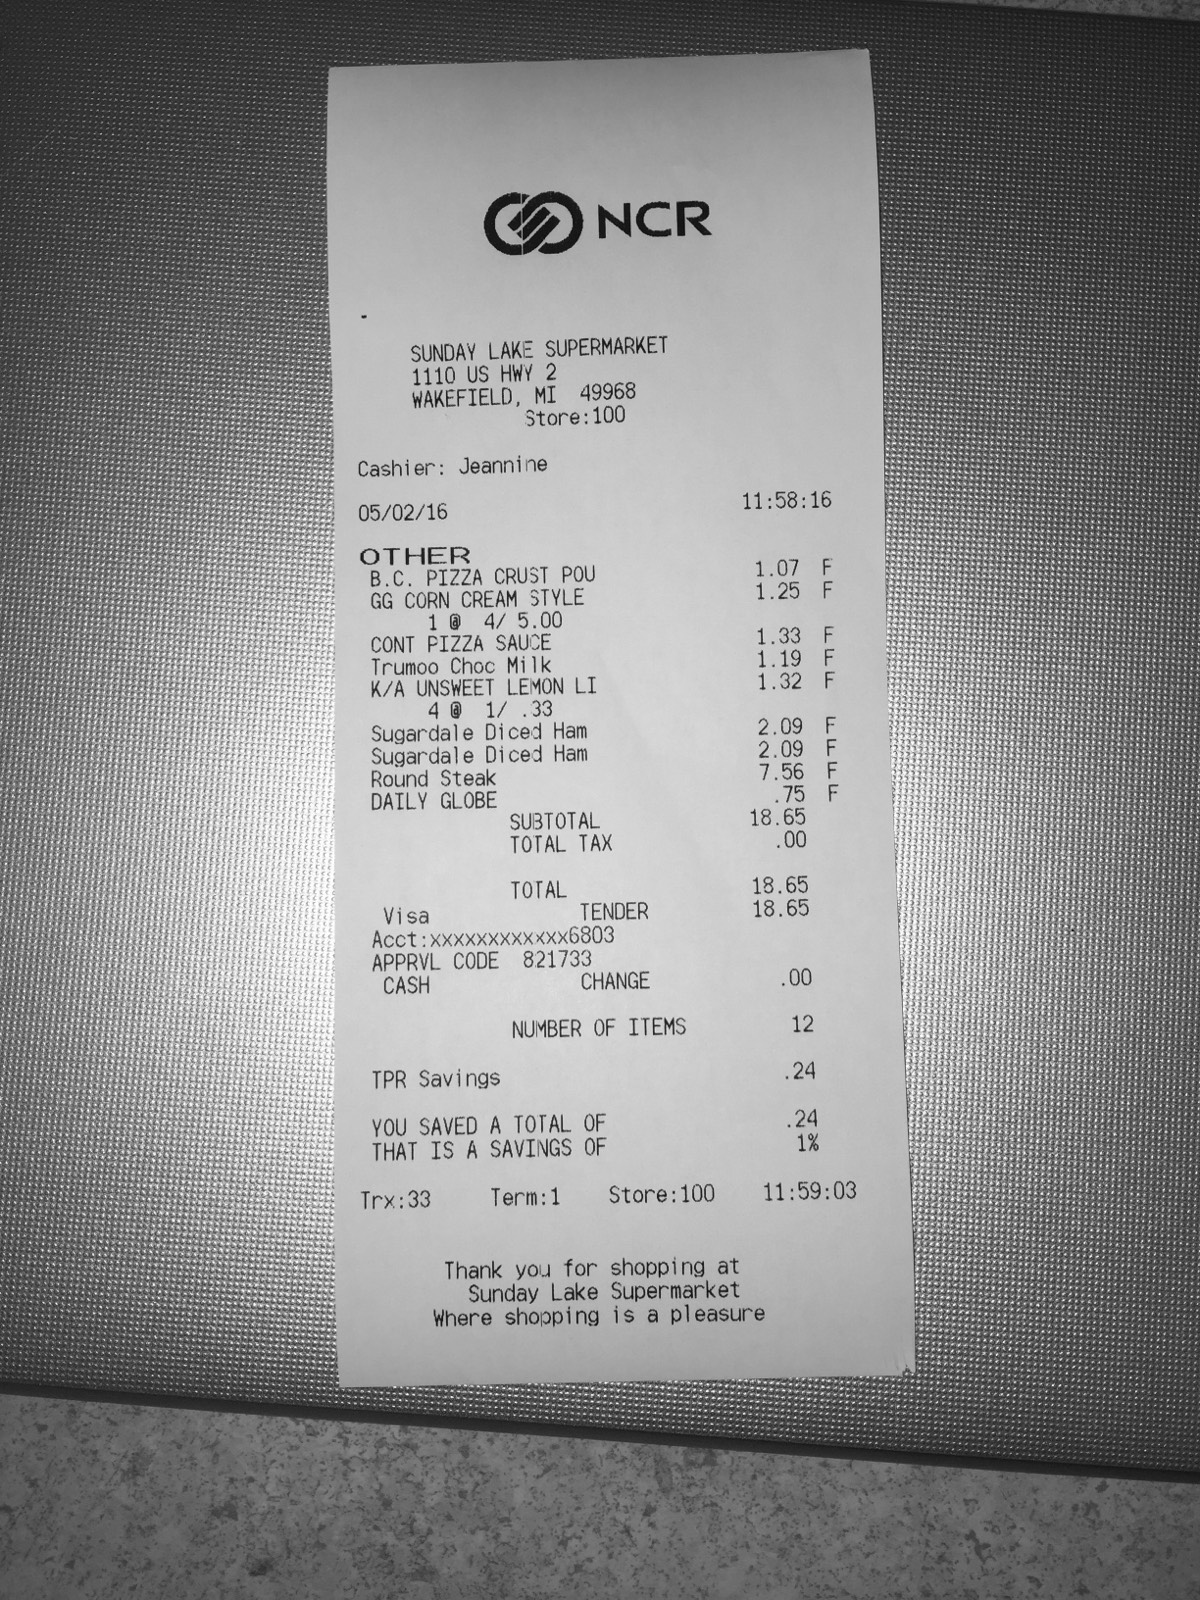 NCR
SUNDAY LAKE SUPERMARKET
1110 US HWY 2
WAKEFIELD, MI 49968
Store:100
Cashier: Jeannine
05/02/16 11:58:16
OTHER
B.C. PIZZA CRUST POU 1.07 F
GG CORN CREAM STYLE 1.25 F
1 @ 4/ 5.00
CONT PIZZA SAUCE 1.33 F
Trumoo Choc Milk 1.19 F
K/A UNSWEET LEMON LI 1.32 F
4 @ 1/ .33
Sugardale Diced Ham 2.09 F
Sugardale Diced Ham 2.09 F
Round Steak 7.56 F
DAILY GLOBE .75 F
SUBTOTAL 18.65
TOTAL TAX .00
TOTAL 18.65
Visa TENDER 18.65
Acct:xxxxxxxxxxxx6803
APPRVL CODE 821733
CASH CHANGE .00
NUMBER OF ITEMS 12
TPR Savings .24
YOU SAVED A TOTAL OF .24
THAT IS A SAVINGS OF 1%
Trx:33 Term:1 Store:100 11:59:03
Thank you for shopping at
Sunday Lake Supermarket
Where shopping is a pleasure